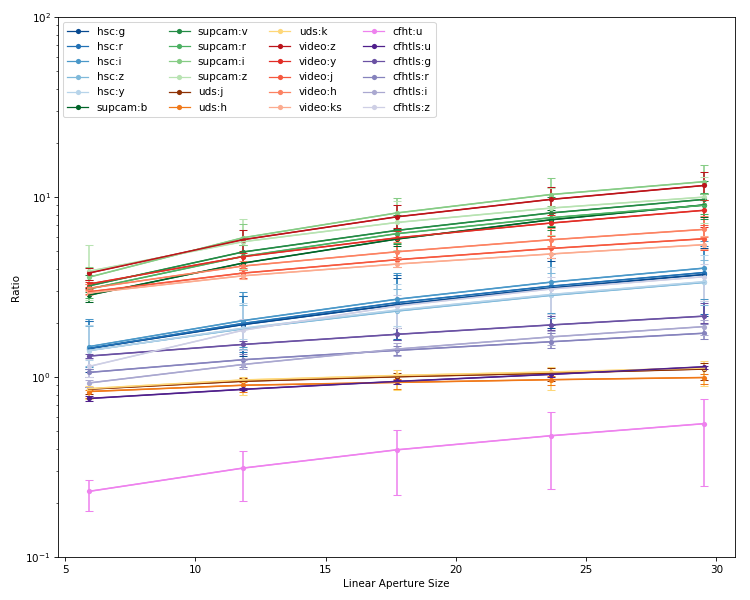 hsc:g
hsc:r
hsc:i
hsc:z
hsc:y
supcam:b
supcam:v
supcam:r
supcam:i
supcam:z
uds:j
uds:h
uds:k
video:z
video:y
video:j
video:h
video:ks
cfht:u
cfhtls:u
cfhtls:g
cfhtls:r
cfhtls:i
cfhtls:z
10²
10¹
10⁰
10⁻¹
Ratio
5 10 15 20 25 30
Linear Aperture Size